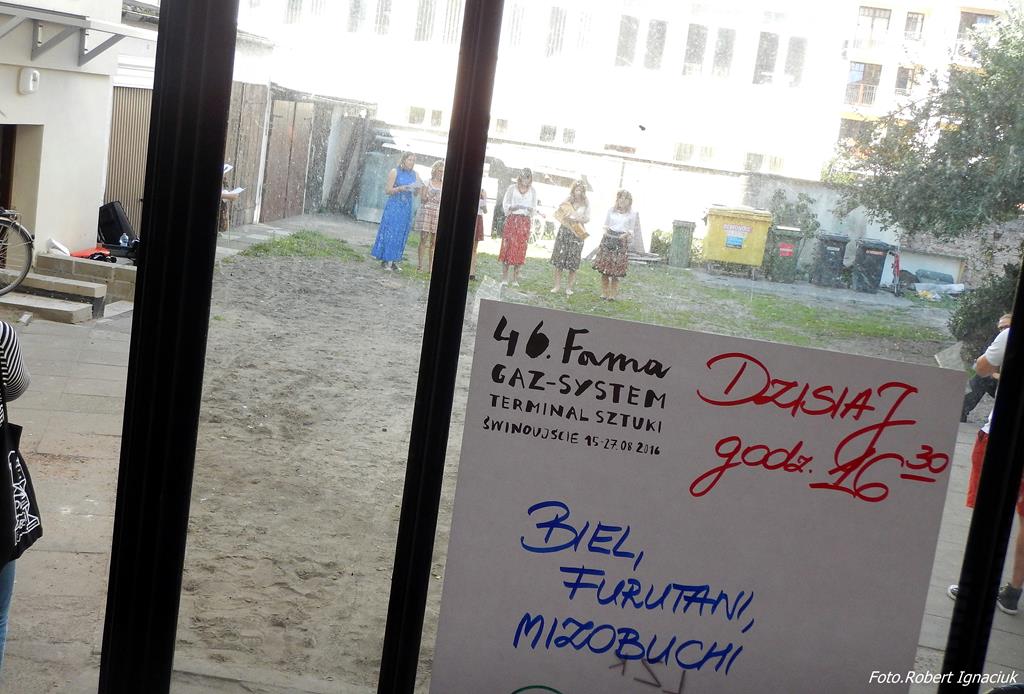 46. Fama
GAZ-SYSTEM
TERMINAL SZTUKI
ŚWINOUJŚCIE 15-27.08 2016
DZISIAJ
godz. 16 30
BIEL,
FURUTANI,
MIZOBUCHI
Foto.Robert Ignaciuk